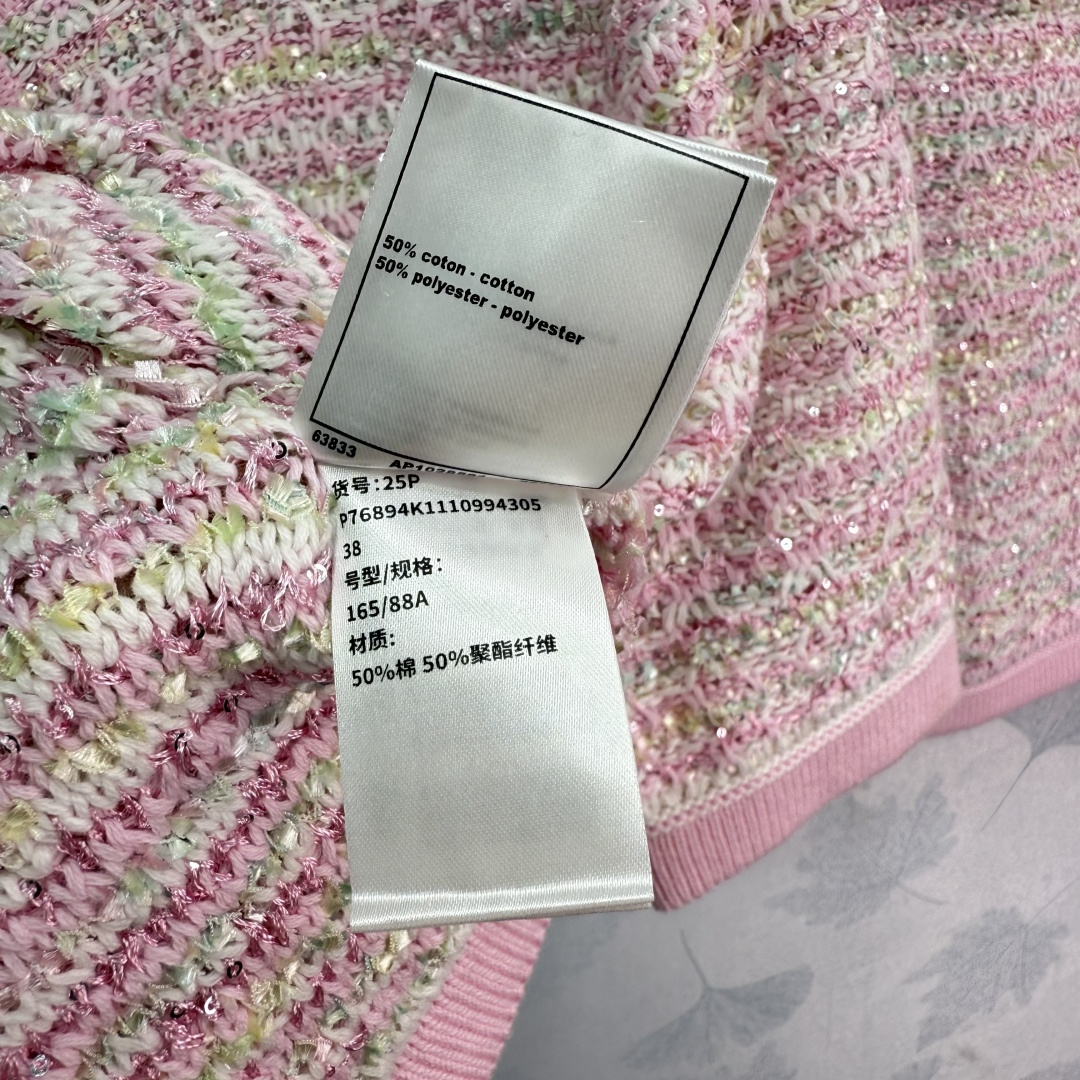 50% coton - cotton
50% polyester - polyester
63833
货号:25P
P76894K1110994305
38
号型/规格:
165/88A
材质:
50%棉 50%聚酯纤维